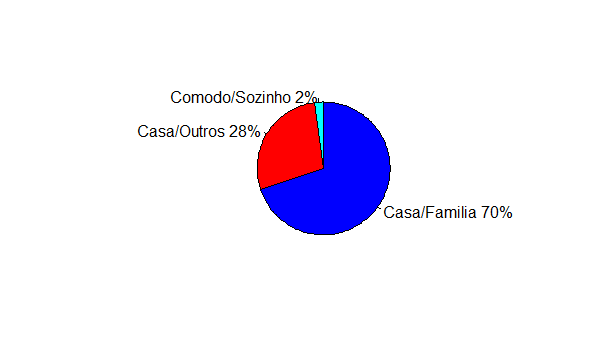 Comodo/Sozinho 2%
Casa/Outros 28%
Casa/Familia 70%